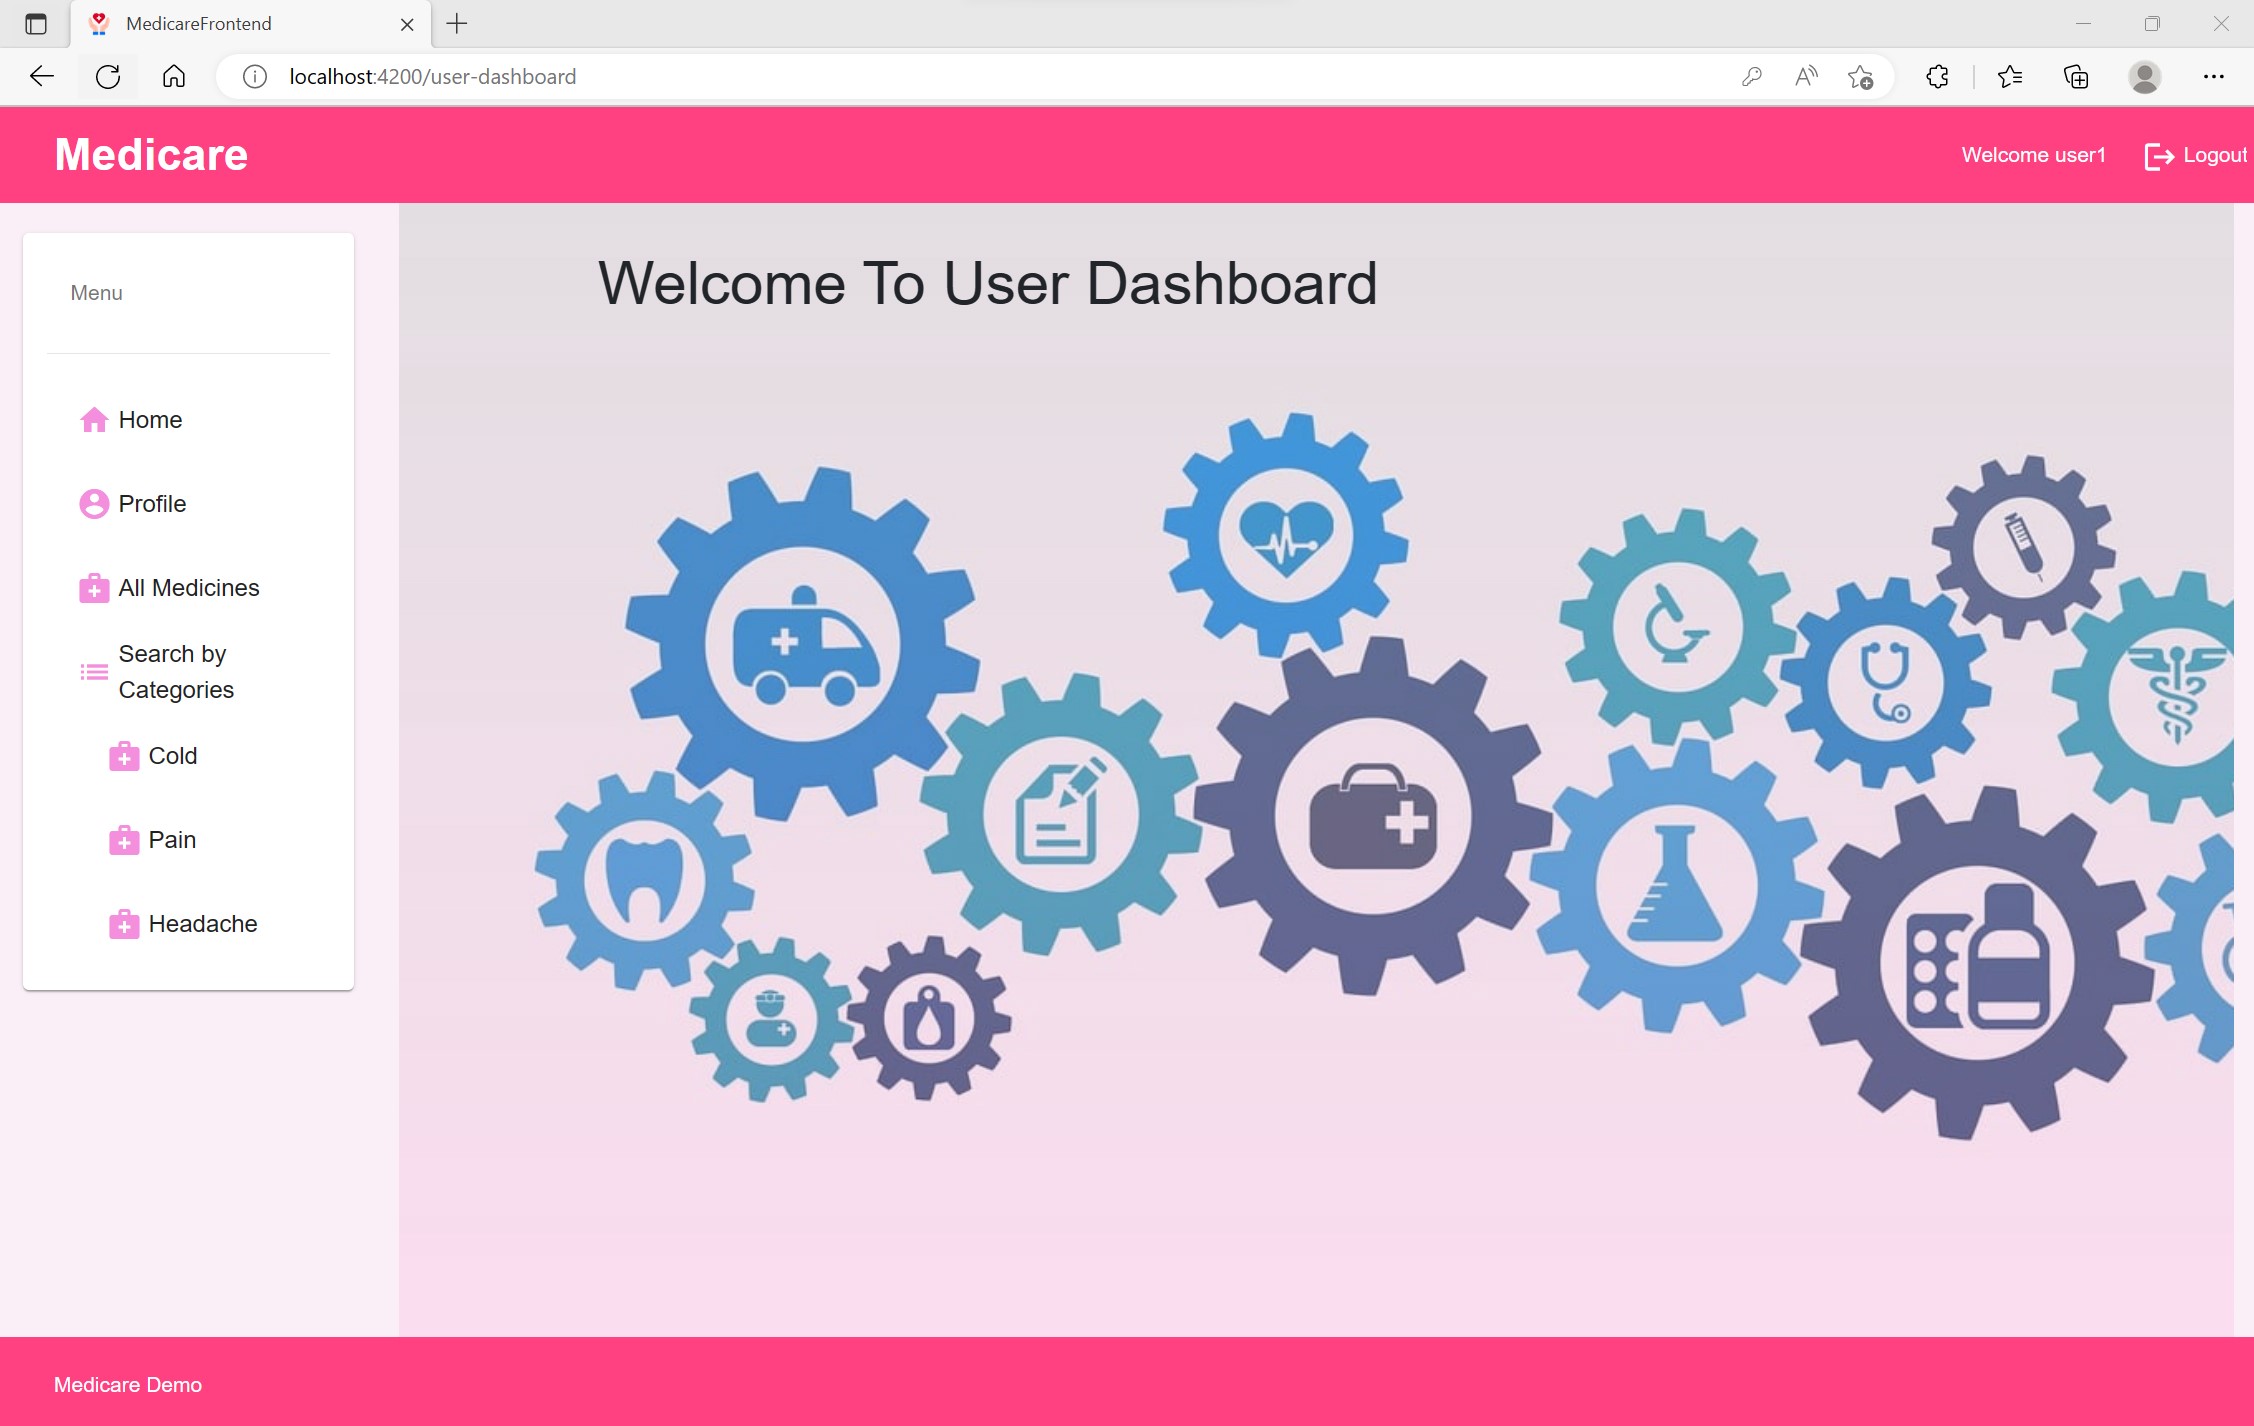 MedicareFrontend
localhost:4200/user-dashboard
Medicare
Welcome user1
Logout
Menu
Home
Profile
All Medicines
Search by
Categories
Cold
Pain
Headache
Welcome To User Dashboard
Medicare Demo